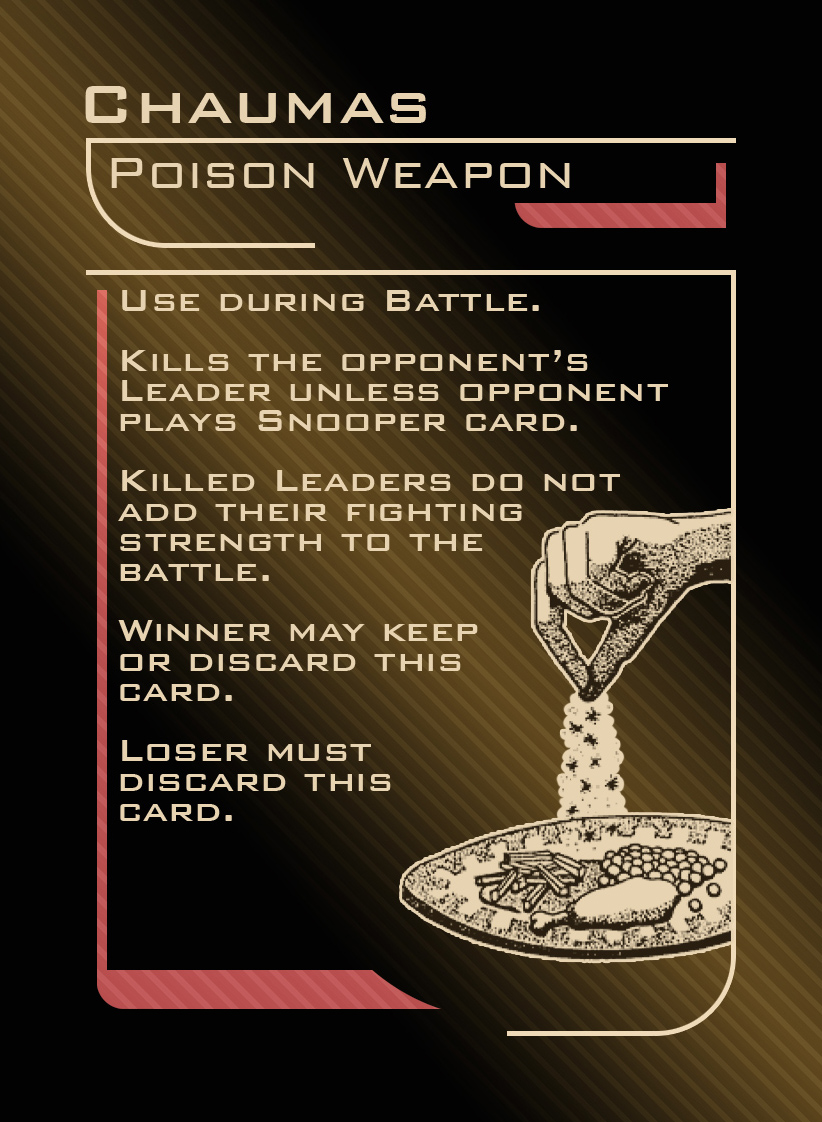 Chaumas
Poison Weapon
Use during Battle.
Kills the opponent's
Leader unless opponent
plays Snooper card.
Killed Leaders do not
add their fighting
strength to the
battle.
Winner may keep
or discard this
card.
Loser must
discard this
card.